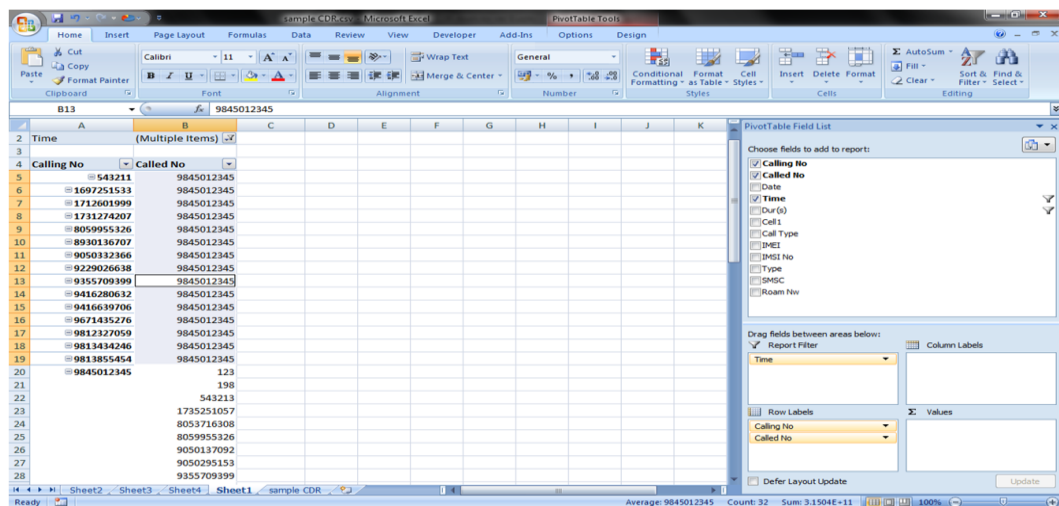 sample CDR.csv - Microsoft Excel
PivotTable Tools
Home Insert Page Layout Formulas Data Review View Developer Add-Ins Options Design
Paste
Cut
Copy
Format Painter
Clipboard
Calibri 11
B I U
Font
Wrap Text
Merge & Center
Alignment
General
Number
Conditional Formatting
Format as Table
Cell Styles
Styles
Insert Delete Format
Cells
Σ AutoSum
Fill
Clear
Sort & Filter
Find & Select
Editing
B13 fx 9845012345
A B C D E F G H I J K
2 Time (Multiple Items)
3
4 Calling No Called No
5 543211 9845012345
6 1697251533 9845012345
7 1712601999 9845012345
8 1731274207 9845012345
9 8059955326 9845012345
10 8930136707 9845012345
11 9050332366 9845012345
12 9229026638 9845012345
13 9355709399 9845012345
14 9416280632 9845012345
15 9416639706 9845012345
16 9671435276 9845012345
17 9812327059 9845012345
18 9813434246 9845012345
19 9813855454 9845012345
20 9845012345 123
21 198
22 543213
23 1735251057
24 8053716308
25 8059955326
26 9050137092
27 9050295153
28 9355709399
PivotTable Field List
Choose fields to add to report:
Calling No
Called No
Date
Time
Dur(s)
Cell1
Call Type
IMEI
IMSI No
Type
SMSC
Roam Nw
Drag fields between areas below:
Report Filter
Column Labels
Time
Row Labels
Σ Values
Calling No
Called No
Defer Layout Update
Update
Sheet2 Sheet3 Sheet4 Sheet1 sample CDR
Ready
Average: 9845012345 Count: 32 Sum: 3.1504E+11 100%